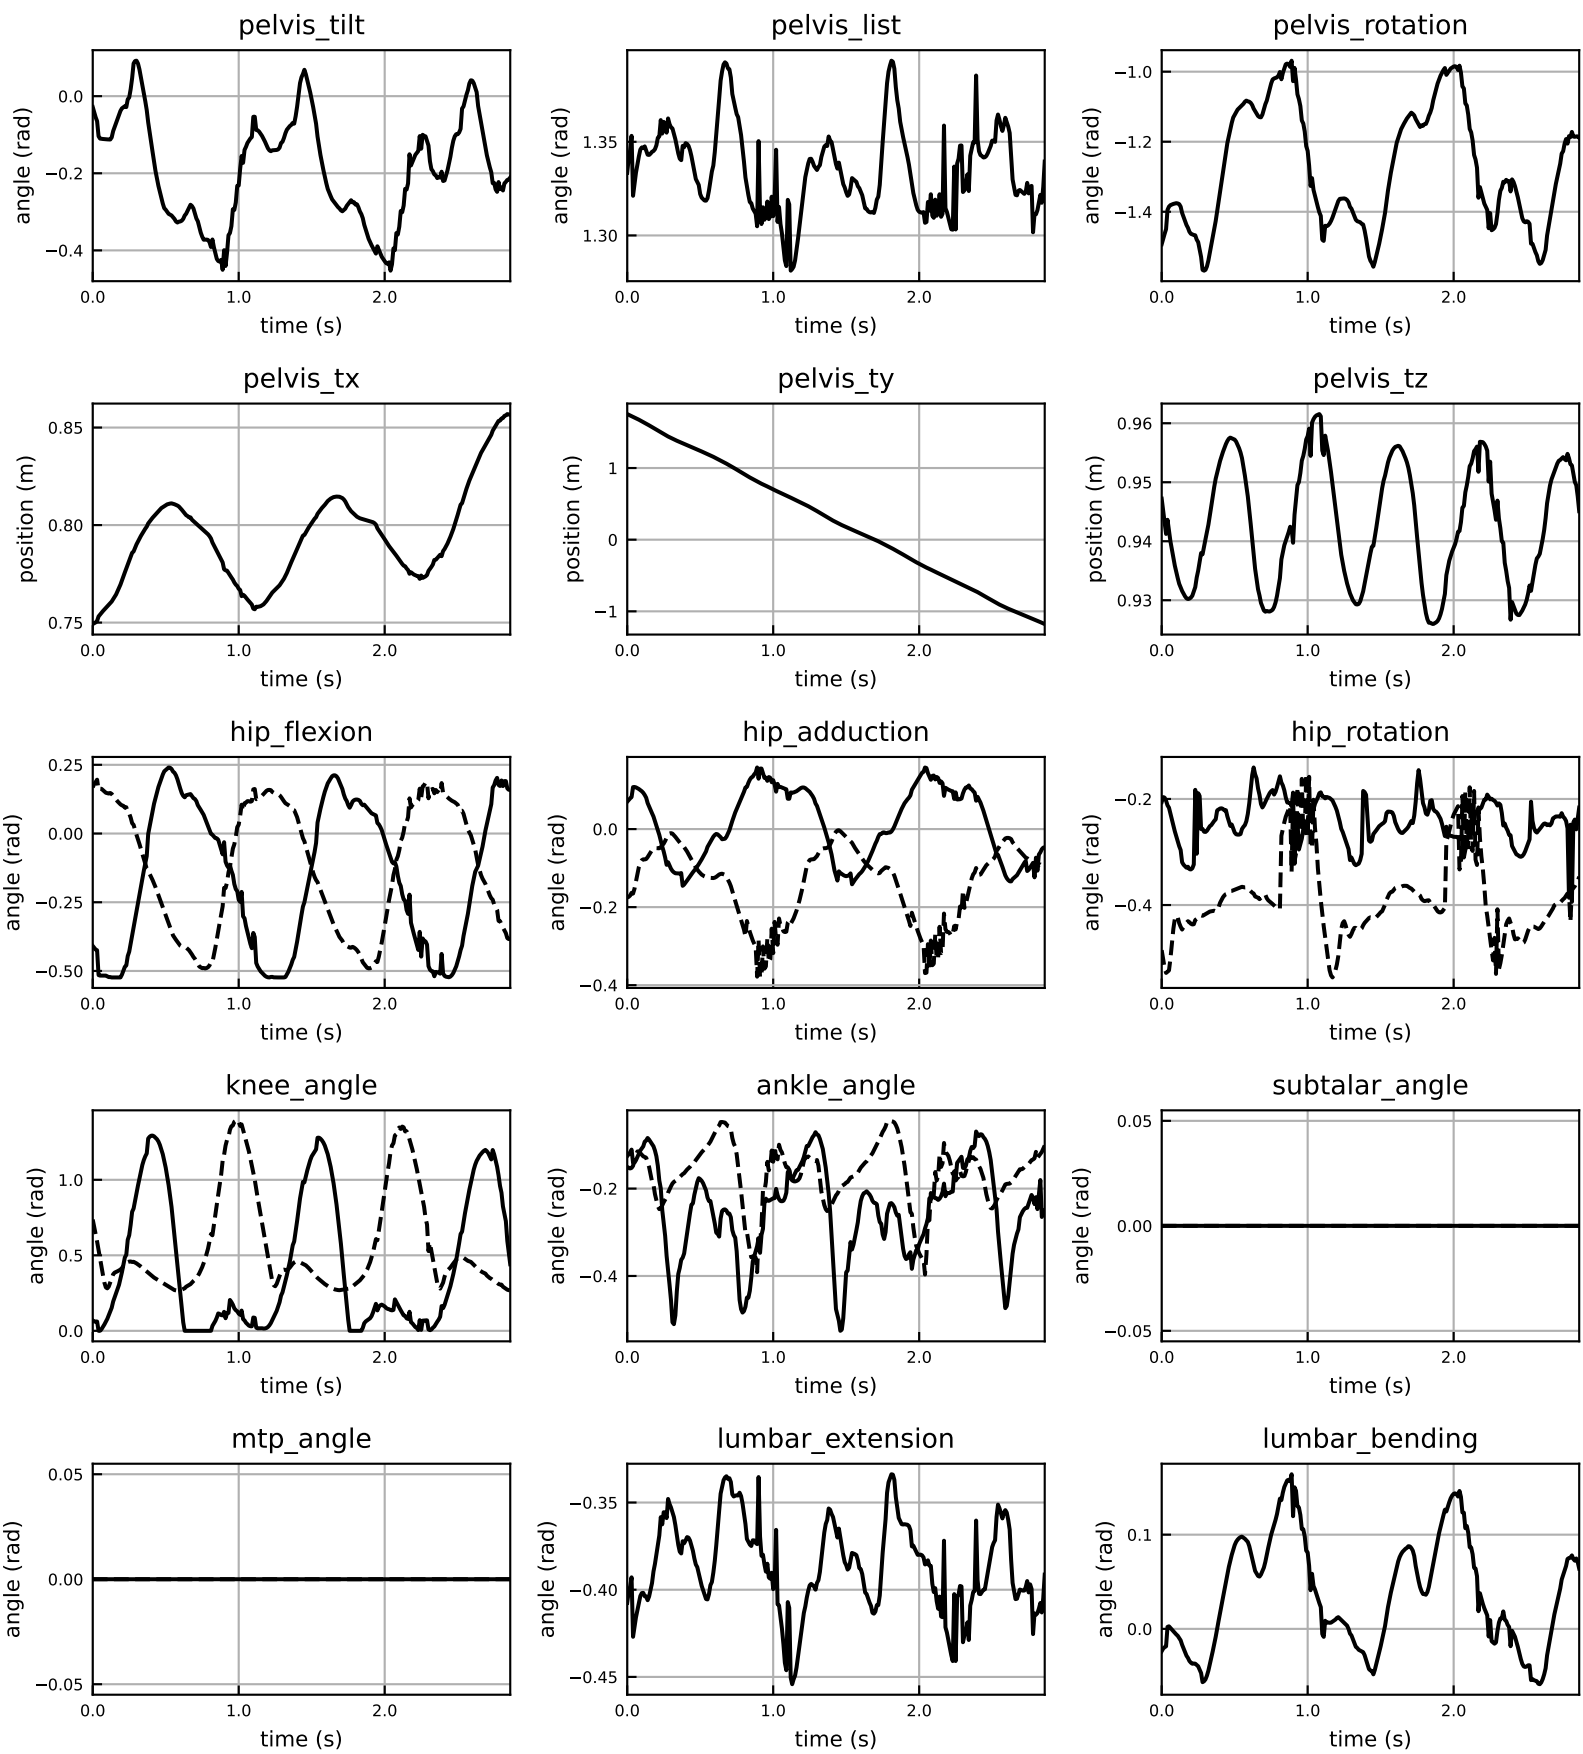 pelvis_tilt
angle (rad)
0.0
−0.2
−0.4
0.0 1.0 2.0
time (s)
pelvis_list
angle (rad)
1.35
1.30
0.0 1.0 2.0
time (s)
pelvis_rotation
angle (rad)
−1.0
−1.2
−1.4
0.0 1.0 2.0
time (s)
pelvis_tx
position (m)
0.85
0.80
0.75
0.0 1.0 2.0
time (s)
pelvis_ty
position (m)
1
0
−1
0.0 1.0 2.0
time (s)
pelvis_tz
position (m)
0.96
0.95
0.94
0.93
0.0 1.0 2.0
time (s)
hip_flexion
angle (rad)
0.25
0.00
−0.25
−0.50
0.0 1.0 2.0
time (s)
hip_adduction
angle (rad)
0.0
−0.2
−0.4
0.0 1.0 2.0
time (s)
hip_rotation
angle (rad)
−0.2
−0.4
0.0 1.0 2.0
time (s)
knee_angle
angle (rad)
1.0
0.5
0.0
0.0 1.0 2.0
time (s)
ankle_angle
angle (rad)
−0.2
−0.4
0.0 1.0 2.0
time (s)
subtalar_angle
angle (rad)
0.05
0.00
−0.05
0.0 1.0 2.0
time (s)
mtp_angle
angle (rad)
0.05
0.00
−0.05
0.0 1.0 2.0
time (s)
lumbar_extension
angle (rad)
−0.35
−0.40
−0.45
0.0 1.0 2.0
time (s)
lumbar_bending
angle (rad)
0.1
0.0
0.0 1.0 2.0
time (s)